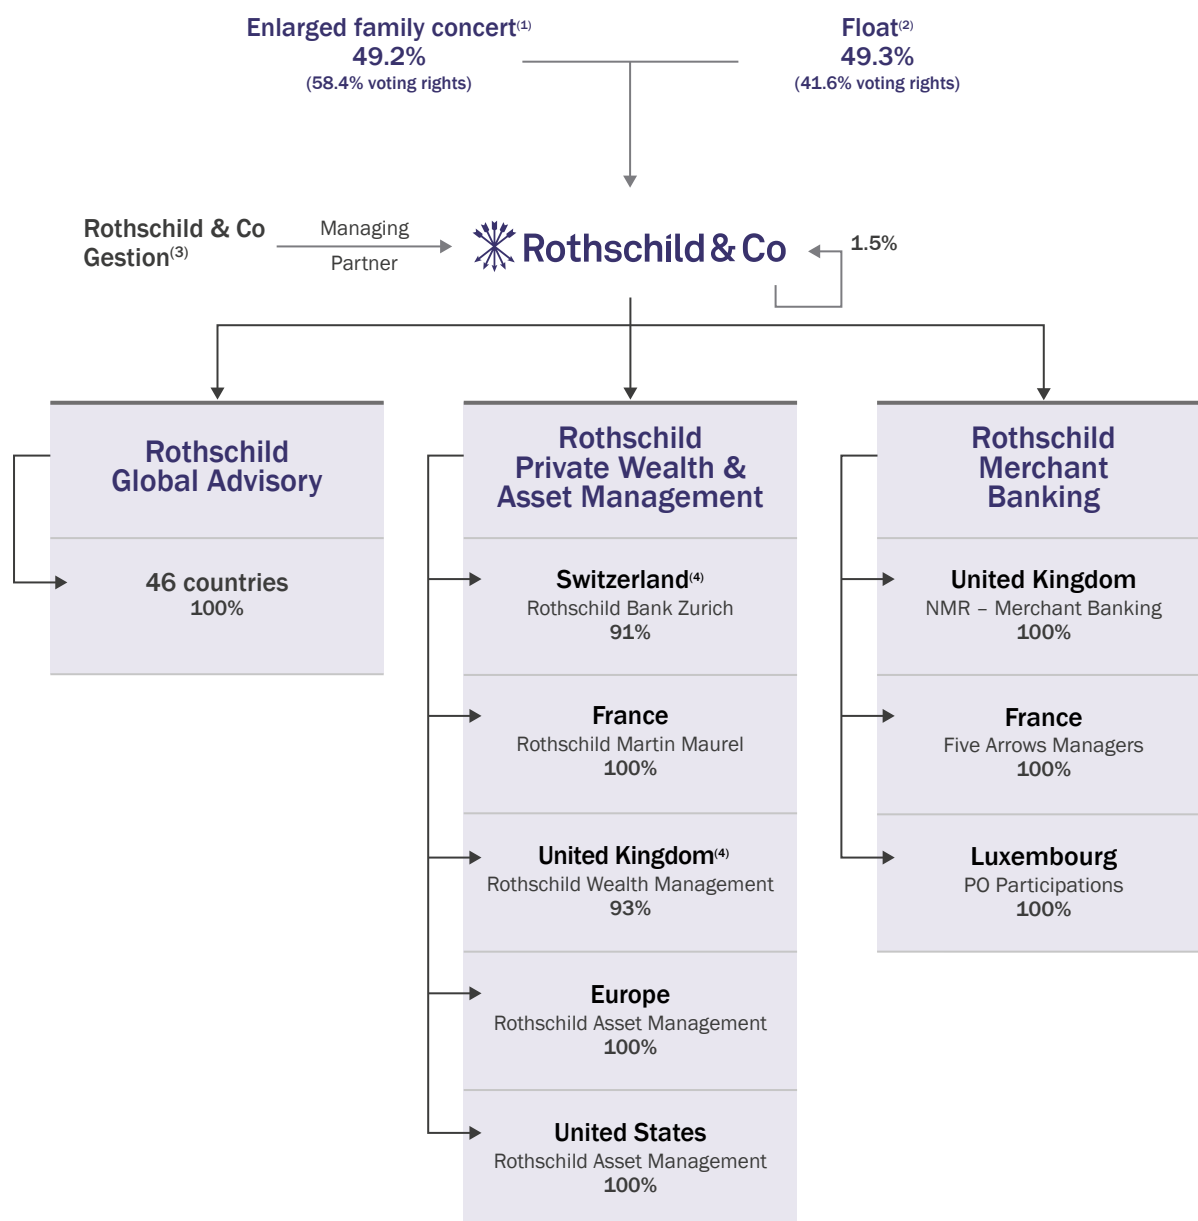 Enlarged family concert(1)
49.2%
(58.4% voting rights)
Float(2)
49.3%
(41.6% voting rights)
Rothschild & Co
Gestion(3)
Managing
Partner
Rothschild & Co
1.5%
Rothschild
Global Advisory
46 countries
100%
Rothschild
Private Wealth &
Asset Management
Switzerland(4)
Rothschild Bank Zurich
91%
France
Rothschild Martin Maurel
100%
United Kingdom(4)
Rothschild Wealth Management
93%
Europe
Rothschild Asset Management
100%
United States
Rothschild Asset Management
100%
Rothschild
Merchant
Banking
United Kingdom
NMR – Merchant Banking
100%
France
Five Arrows Managers
100%
Luxembourg
PO Participations
100%